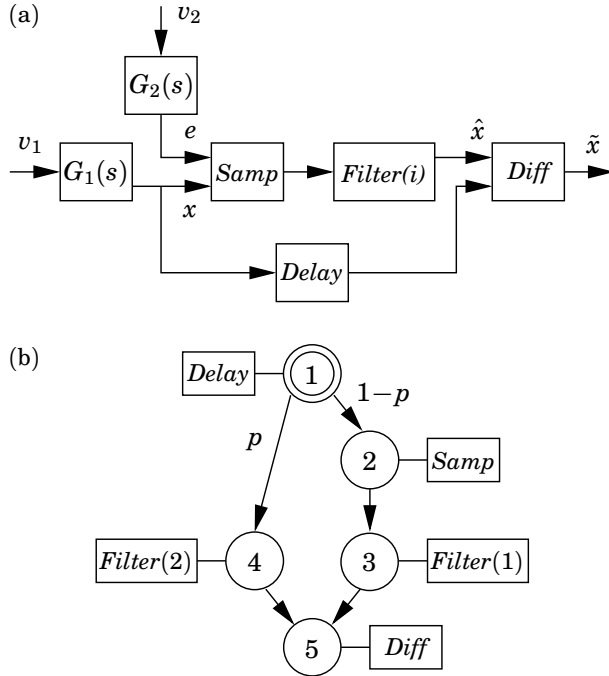 (a)
v₂
G₂(s)
e
v₁
G₁(s)
x
Samp
Filter(i)
x̂
Diff
x̃
Delay
(b)
Delay
1
p
1−p
2
Samp
Filter(2)
4
3
Filter(1)
5
Diff